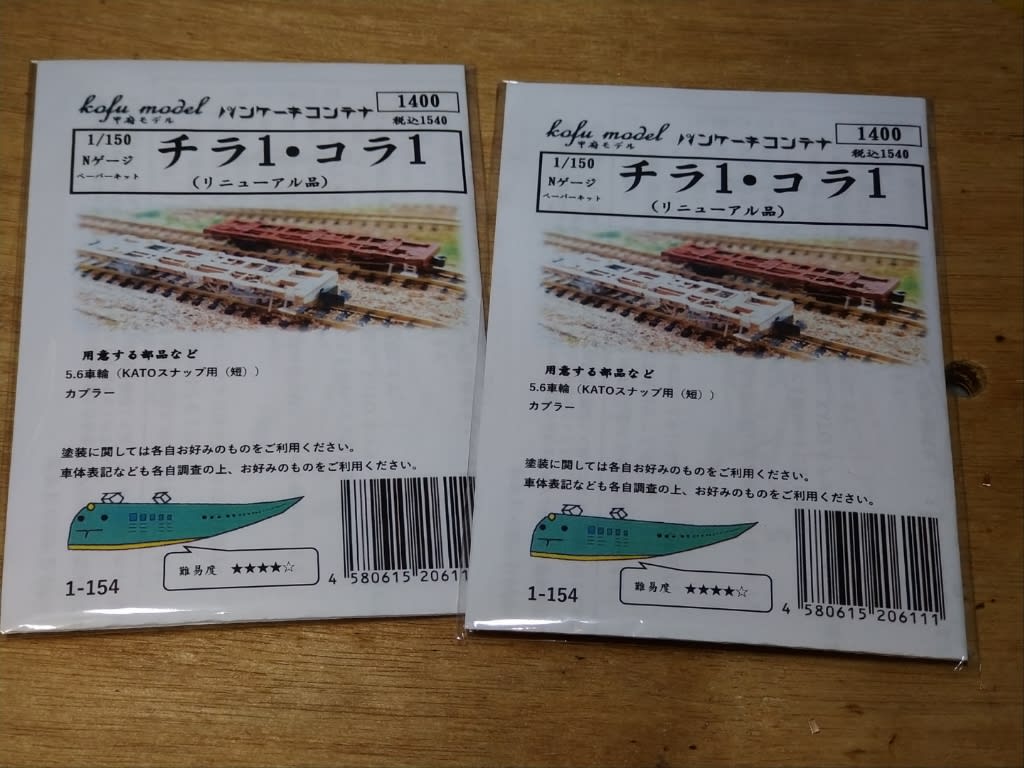 kofu model パンケーキコンテナ 1400
甲府モデル 税込1540
1/150 チラ1・コラ1
Nゲージ
ペーパーキット (リニューアル品)
用意する部品など
5.6車輪（KATOスナップ用（短））
カプラー
塗装に関しては各自お好みのものをご利用ください。
車体表記なども各自調査の上、お好みのものをご利用ください。
難易度 ★★★★☆
1-154
4 580615 20611
kofu model パンケーキコンテナ 1400
甲府モデル 税込1540
1/150 チラ1・コラ1
Nゲージ
ペーパーキット (リニューアル品)
用意する部品など
5.6車輪（KATOスナップ用（短））
カプラー
塗装に関しては各自お好みのものをご利用ください。
車体表記なども各自調査の上、お好みのものをご利用ください。
難易度 ★★★★☆
1-154
4 580615 206111